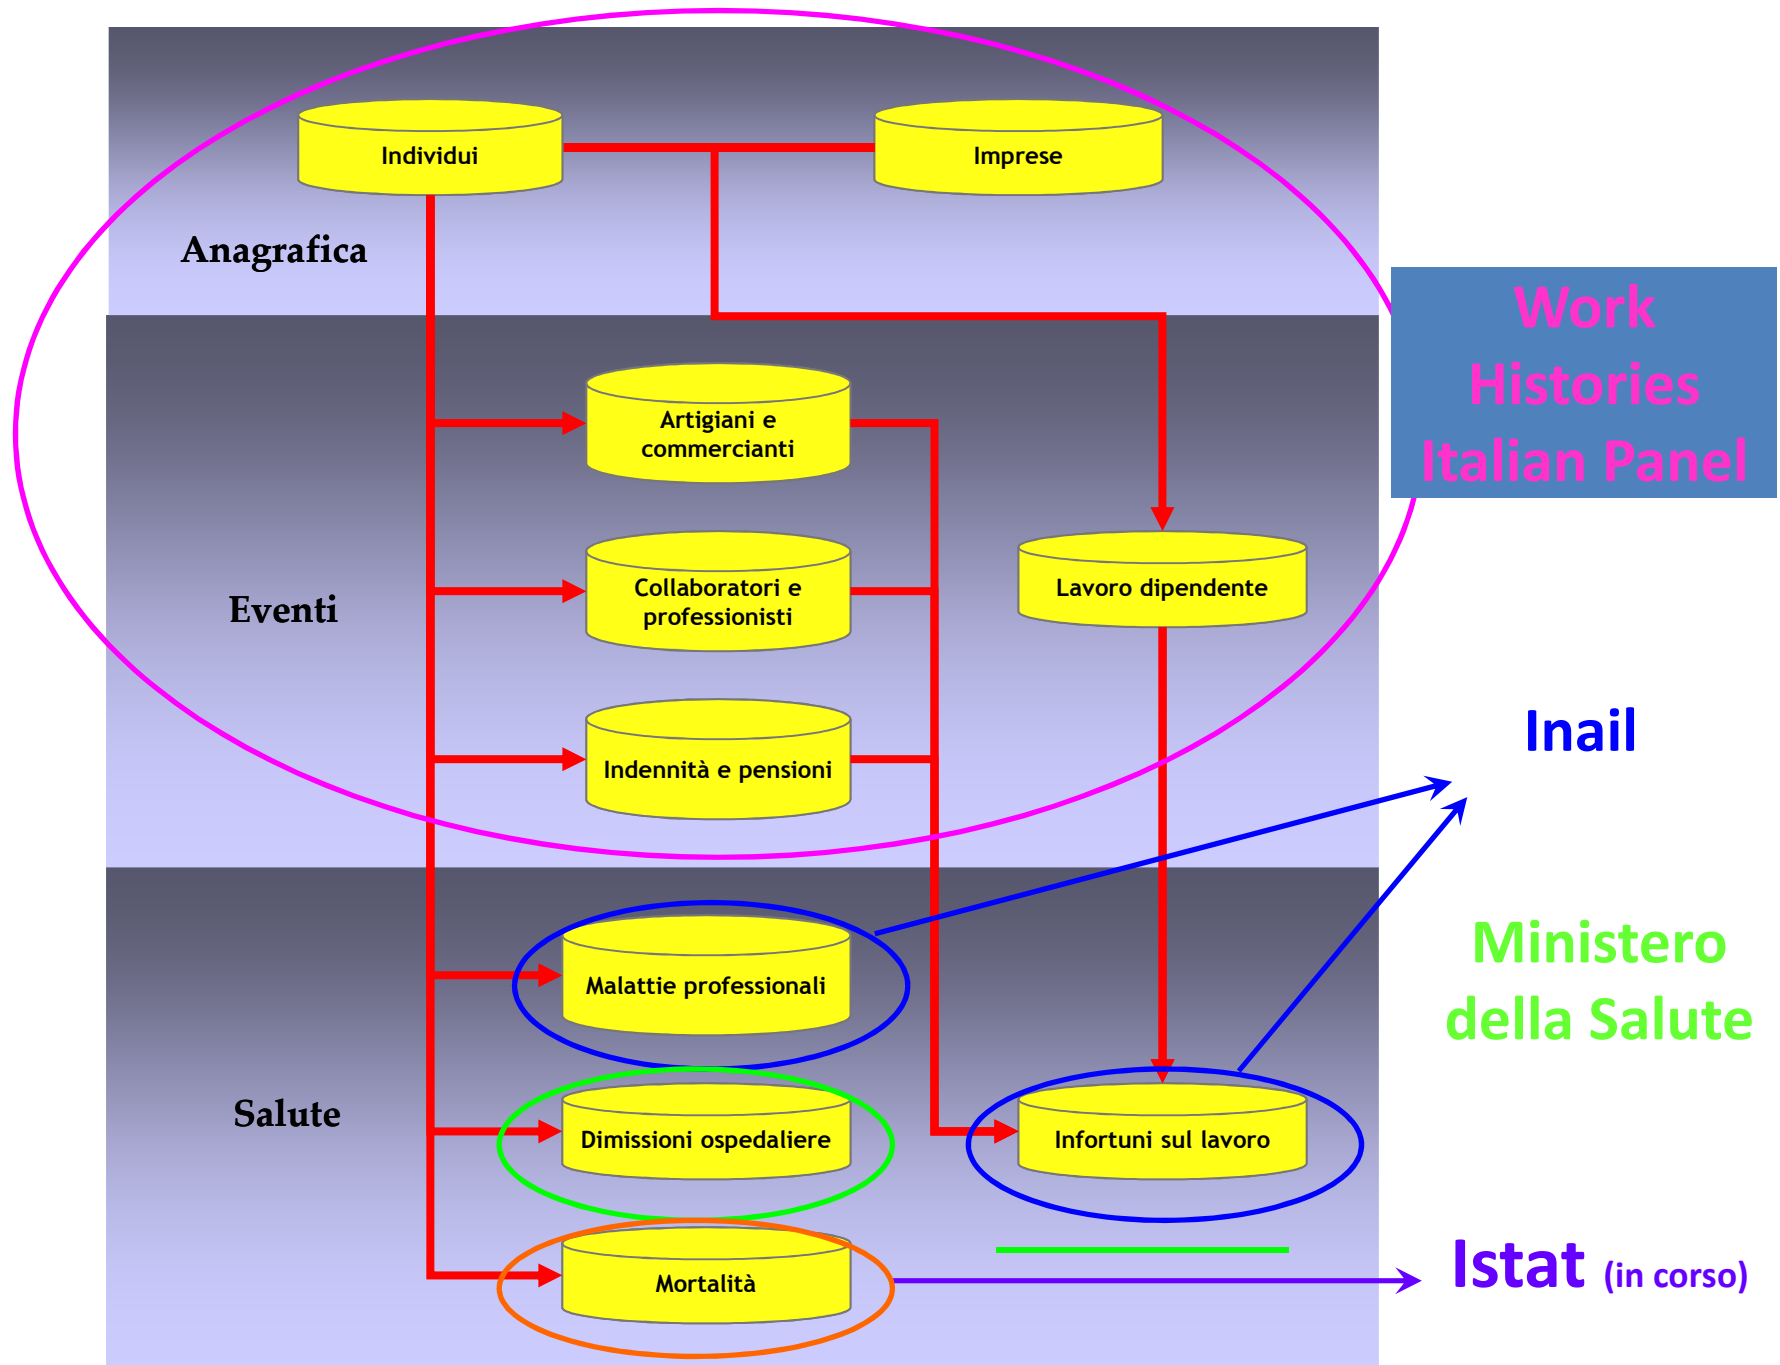 Individui
Imprese
Anagrafica
Work
Histories
Italian Panel
Artigiani e
commercianti
Collaboratori e
professionisti
Lavoro dipendente
Eventi
Indennità e pensioni
Inail
Malattie professionali
Ministero
della Salute
Salute
Dimissioni ospedaliere
Infortuni sul lavoro
Mortalità
Istat (in corso)